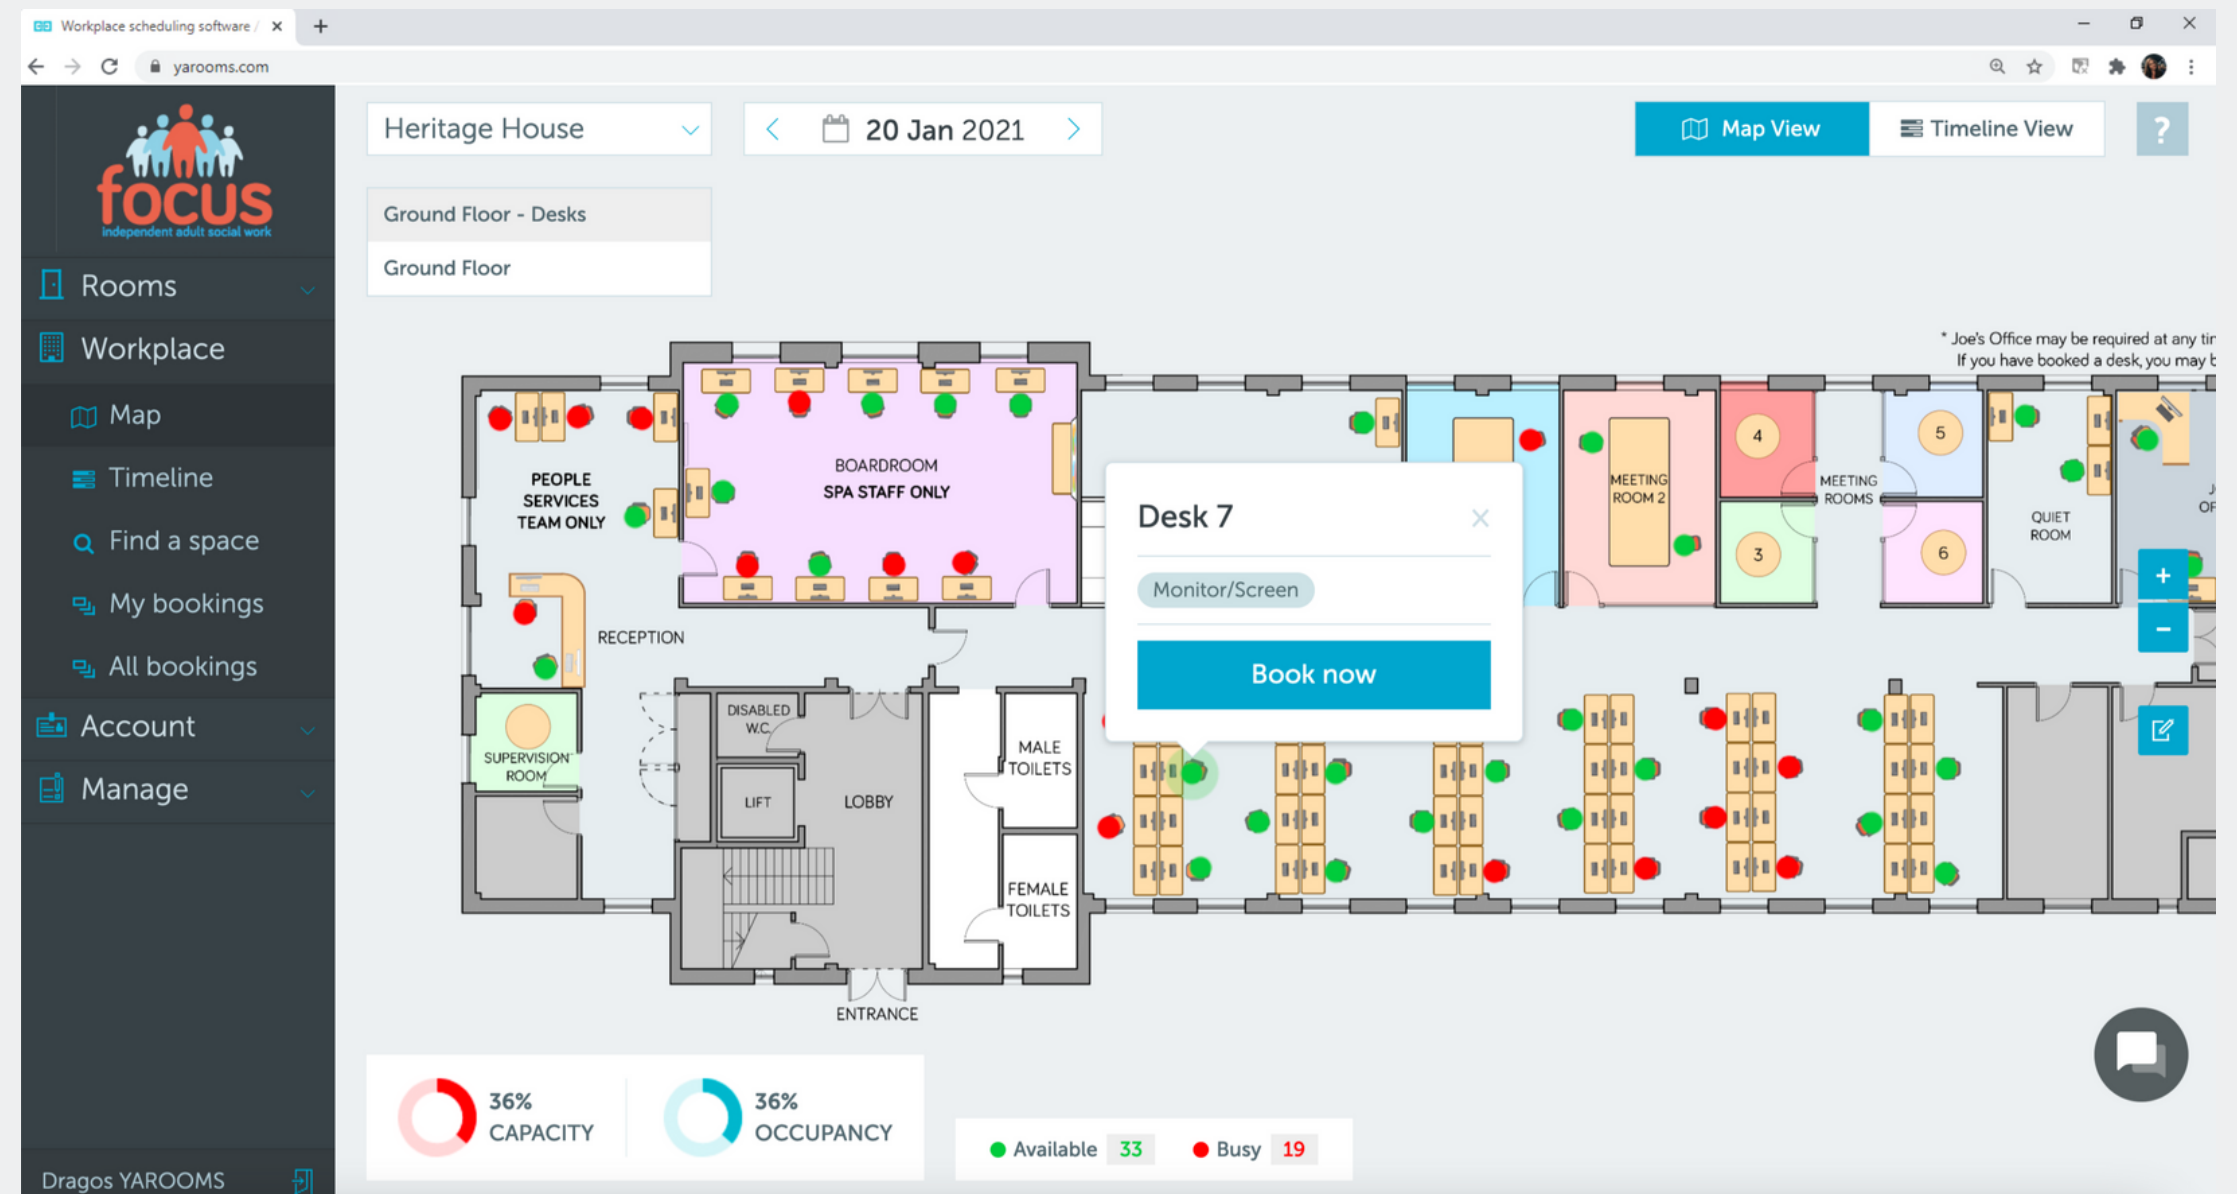 Workplace scheduling software /
yarooms.com
focus
independent adult social work
Rooms
Workplace
Map
Timeline
Find a space
My bookings
All bookings
Account
Manage
Dragos YAROOMS
Heritage House
20 Jan 2021
Map View
Timeline View
?
Ground Floor - Desks
Ground Floor
* Joe's Office may be required at any tim
If you have booked a desk, you may b
PEOPLE
SERVICES
TEAM ONLY
BOARDROOM
SPA STAFF ONLY
MEETING
ROOM 2
4
3
MEETING
ROOMS
5
6
QUIET
ROOM
OF
RECEPTION
Desk 7
Monitor/Screen
Book now
SUPERVISION
ROOM
DISABLED
W.C.
LIFT
LOBBY
MALE
TOILETS
FEMALE
TOILETS
ENTRANCE
36%
CAPACITY
36%
OCCUPANCY
Available 33
Busy 19